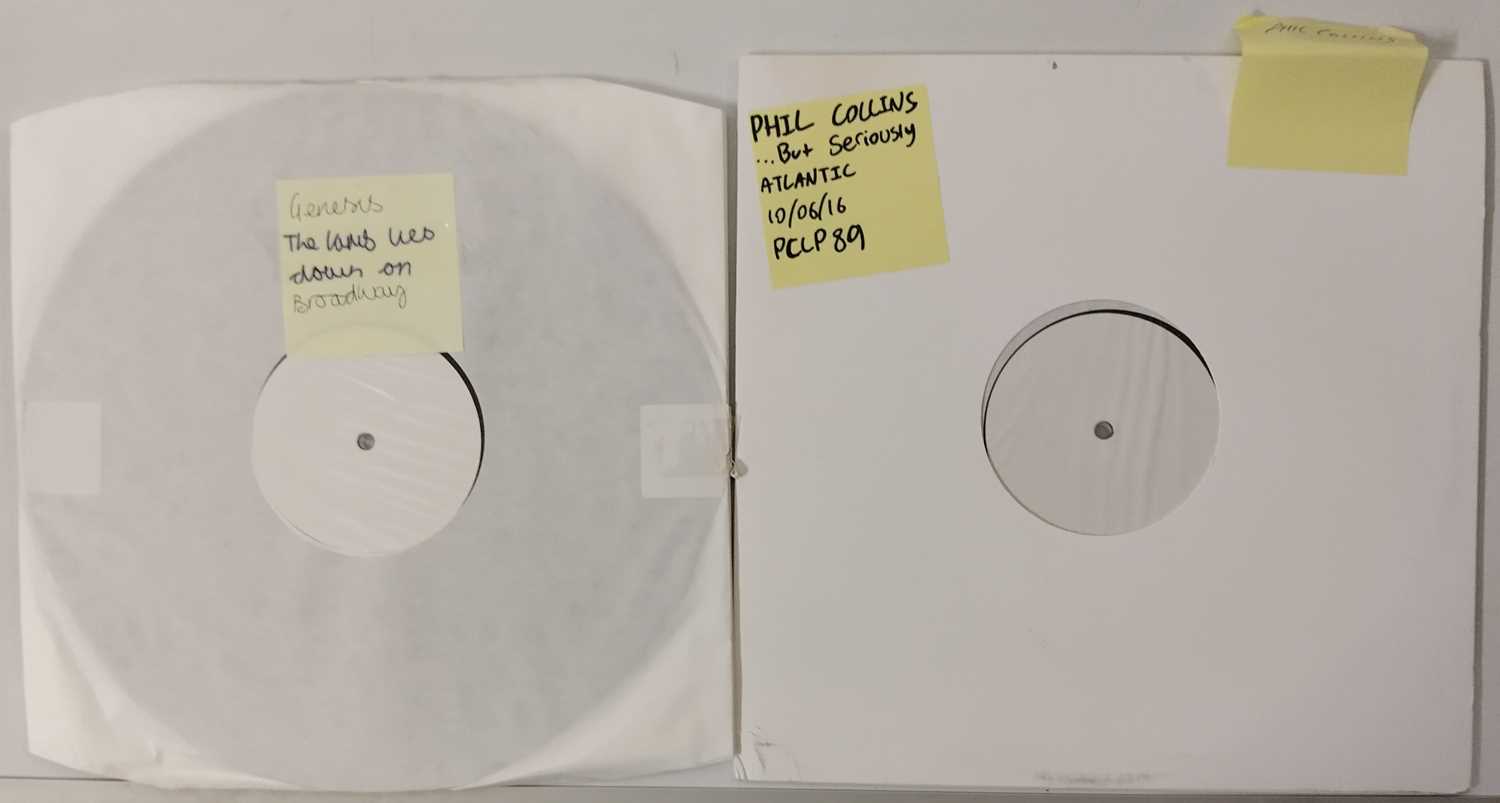 Genesis
The lamb lies
down on
Broadway
PHIL COLLINS
...But Seriously
ATLANTIC
10/06/16
PCLP89
PHIL COLLINS